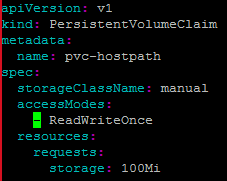 apiVersion: v1
kind: PersistentVolumeClaim
metadata:
  name: pvc-hostpath
spec:
  storageClassName: manual
  accessModes:
    - ReadWriteOnce
  resources:
    requests:
      storage: 100Mi